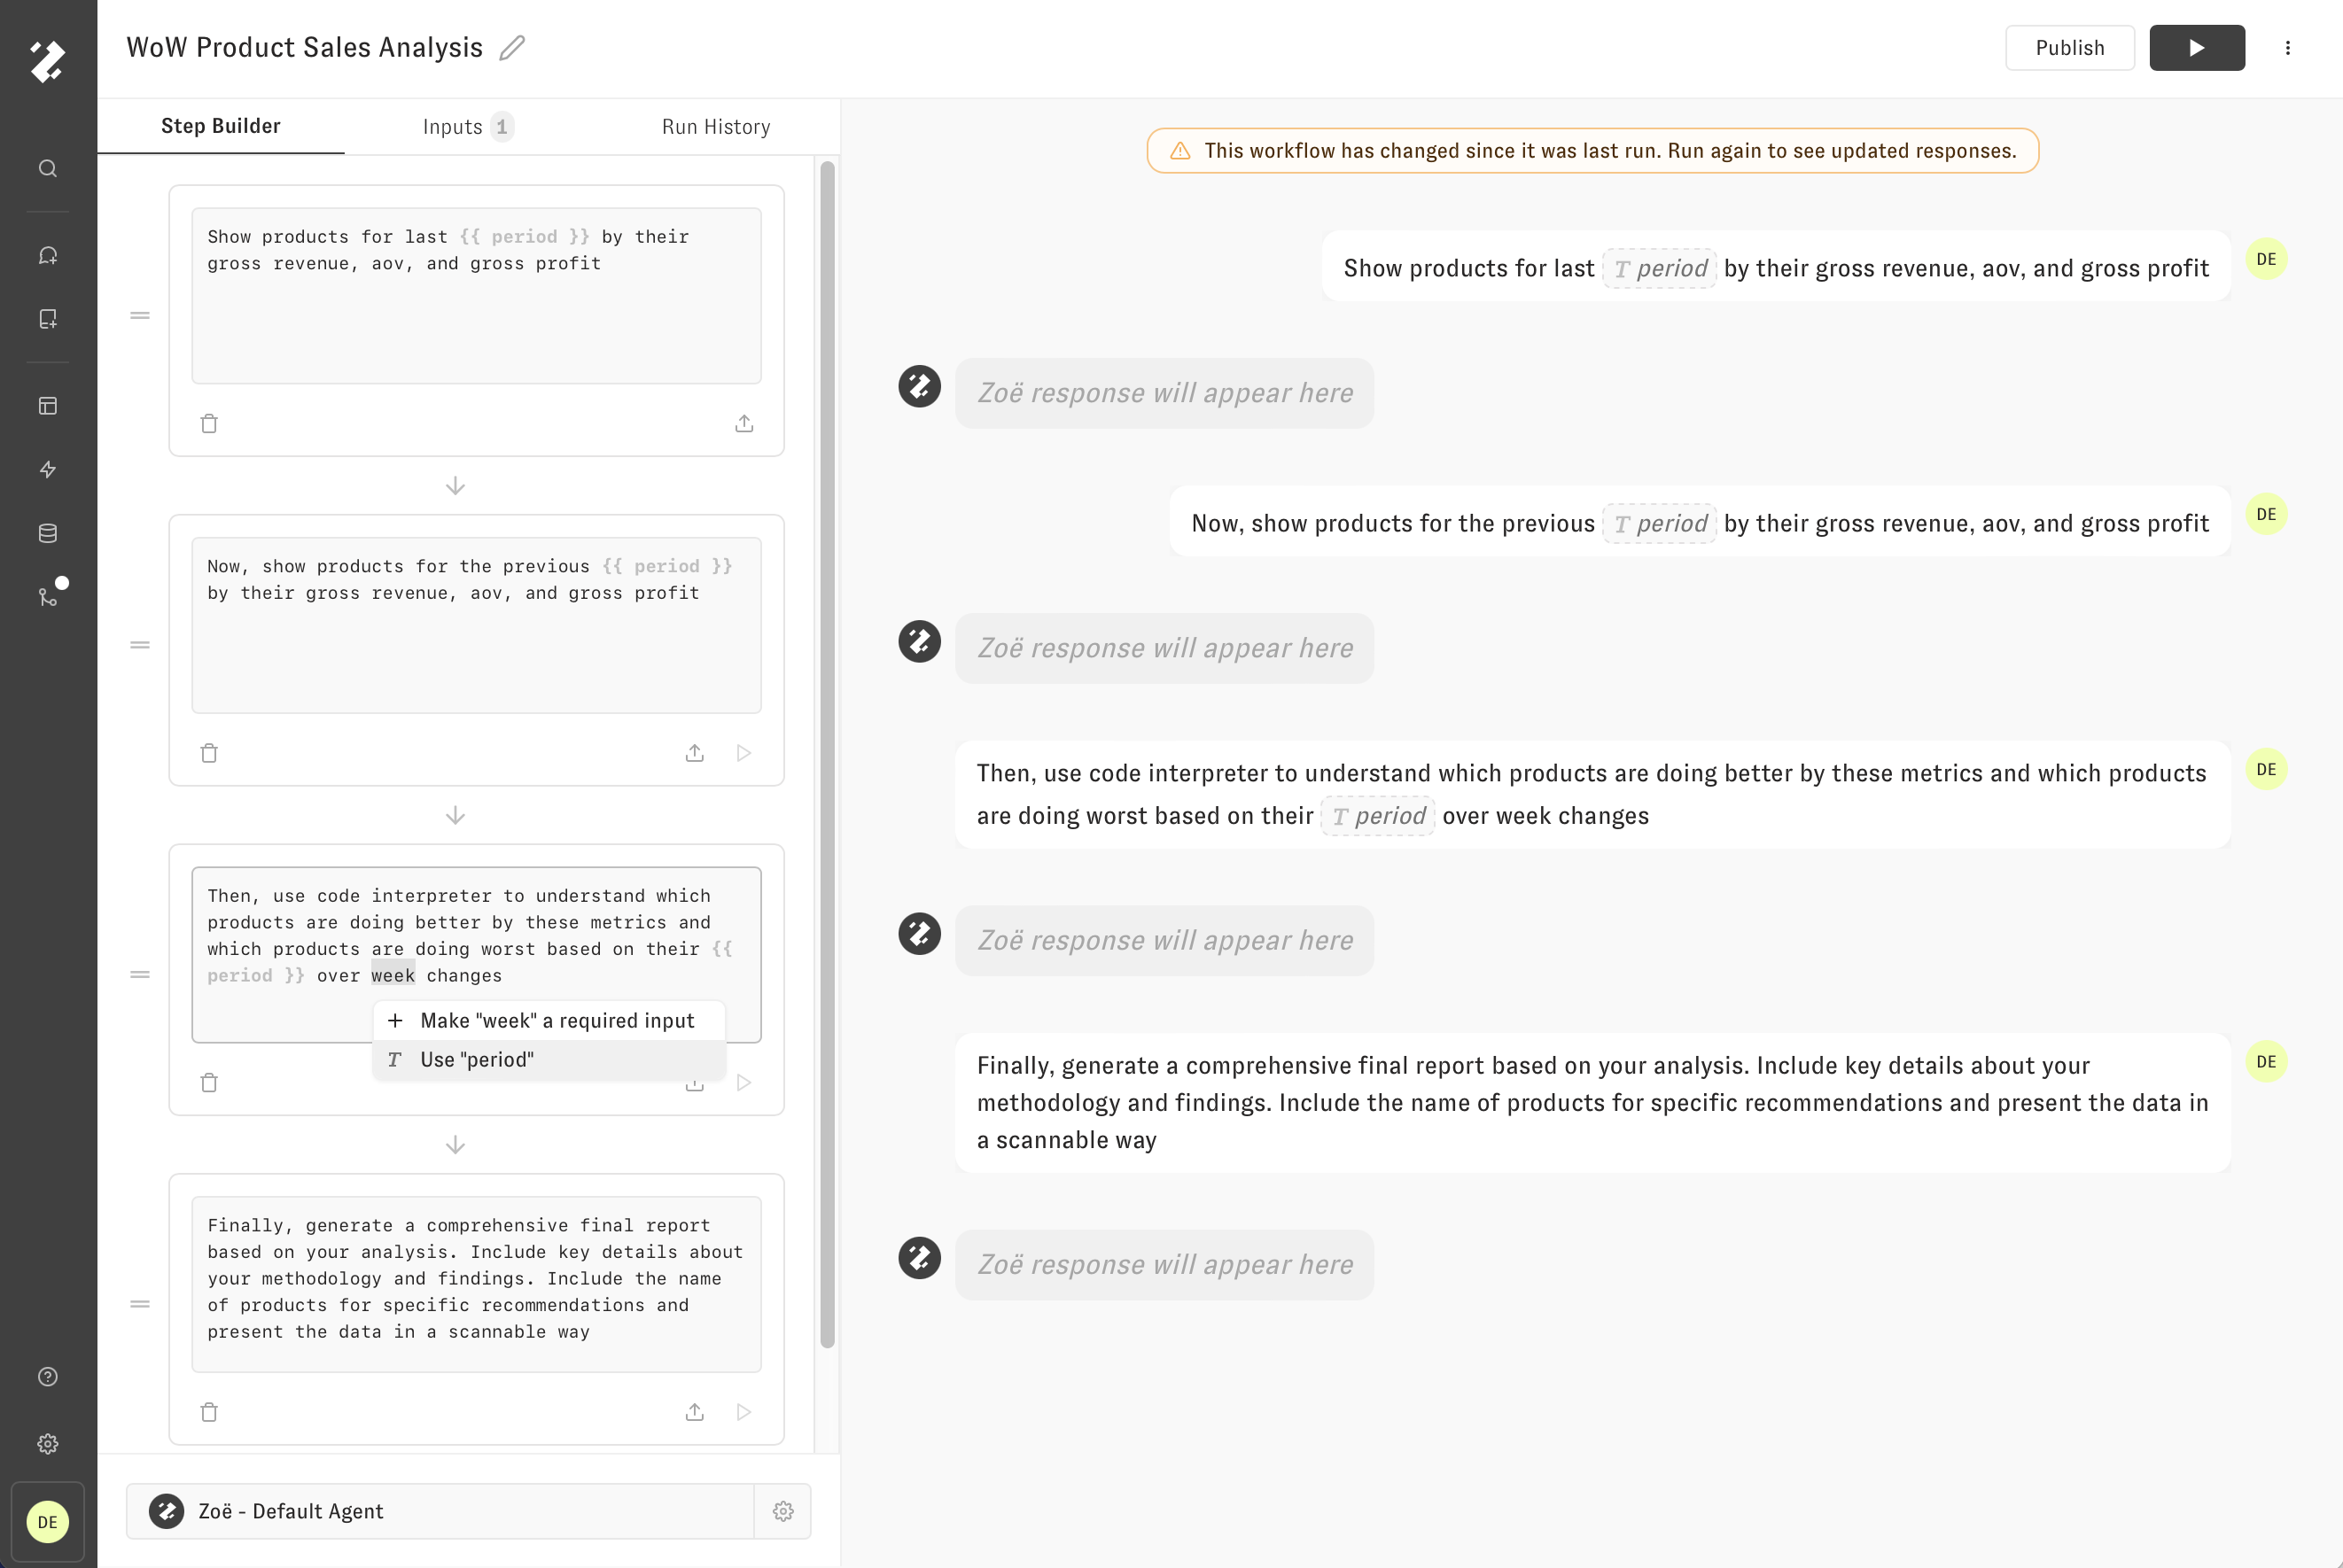 WoW Product Sales Analysis
Publish
Step Builder
Inputs 1
Run History
Show products for last {{ period }} by their
gross revenue, aov, and gross profit
Now, show products for the previous {{ period }}
by their gross revenue, aov, and gross profit
Then, use code interpreter to understand which
products are doing better by these metrics and
which products are doing worst based on their {{
period }} over week changes
+ Make "week" a required input
T Use "period"
Finally, generate a comprehensive final report
based on your analysis. Include key details about
your methodology and findings. Include the name
of products for specific recommendations and
present the data in a scannable way
Zoë - Default Agent
DE
This workflow has changed since it was last run. Run again to see updated responses.
Show products for last T period by their gross revenue, aov, and gross profit
DE
Zoë response will appear here
Now, show products for the previous T period by their gross revenue, aov, and gross profit
DE
Zoë response will appear here
Then, use code interpreter to understand which products are doing better by these metrics and which products
are doing worst based on their T period over week changes
DE
Zoë response will appear here
Finally, generate a comprehensive final report based on your analysis. Include key details about your
methodology and findings. Include the name of products for specific recommendations and present the data in
a scannable way
DE
Zoë response will appear here